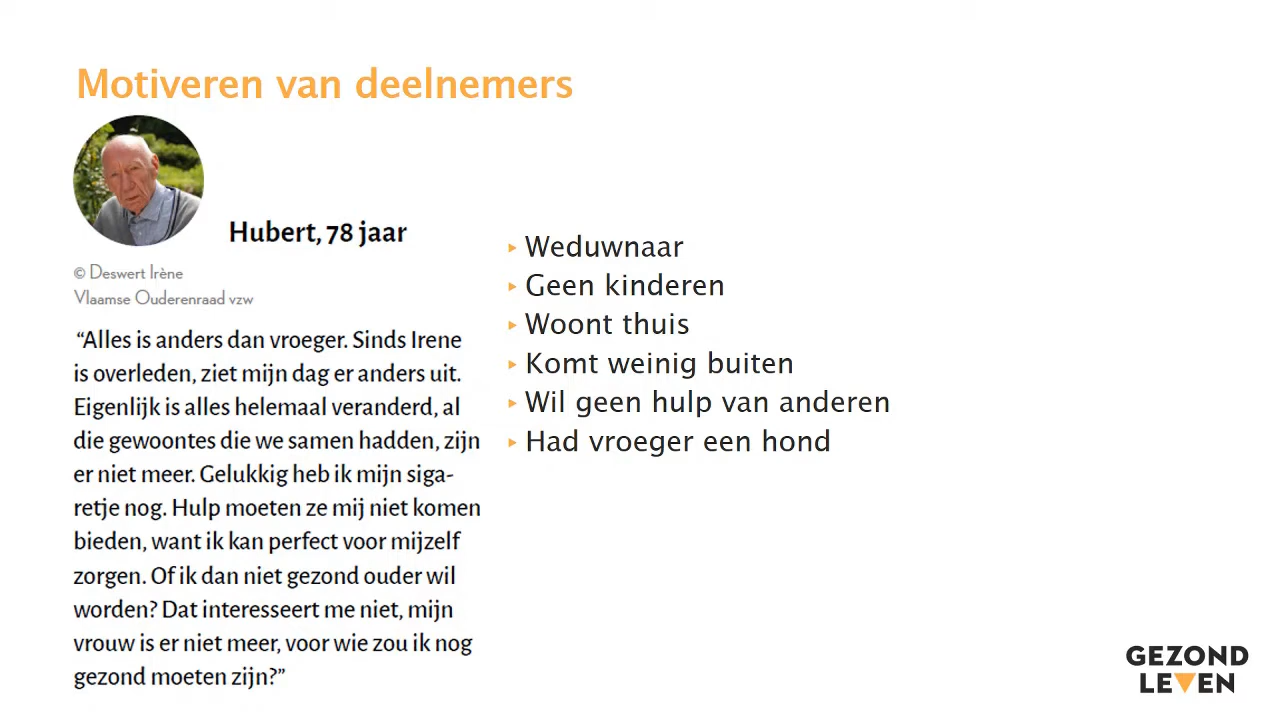 Motiveren van deelnemers
Hubert, 78 jaar
© Deswert Irène
Vlaamse Ouderenraad vzw
“Alles is anders dan vroeger. Sinds Irene
is overleden, ziet mijn dag er anders uit.
Eigenlijk is alles helemaal veranderd, al
die gewoontes die we samen hadden, zijn
er niet meer. Gelukkig heb ik mijn siga-
retje nog. Hulp moeten ze mij niet komen
bieden, want ik kan perfect voor mijzelf
zorgen. Of ik dan niet gezond ouder wil
worden? Dat interesseert me niet, mijn
vrouw is er niet meer, voor wie zou ik nog
gezond moeten zijn?”
▸ Weduwnaar
▸ Geen kinderen
▸ Woont thuis
▸ Komt weinig buiten
▸ Wil geen hulp van anderen
▸ Had vroeger een hond
GEZOND
LEVEN